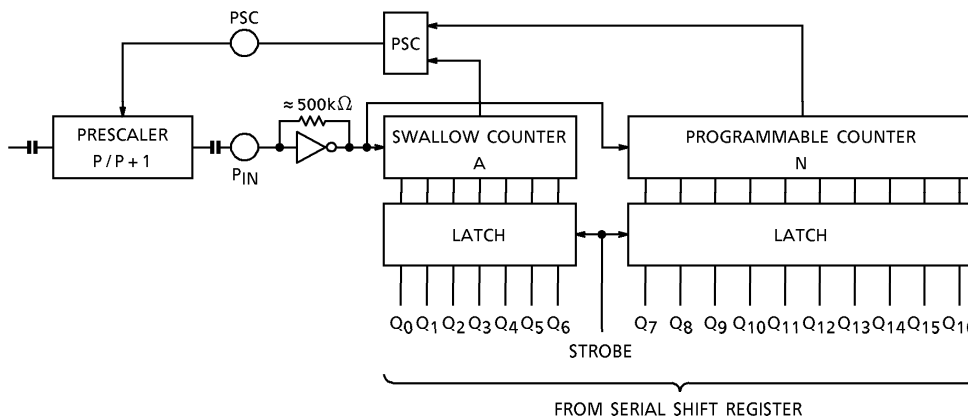 PSC
PSC
≈ 500kΩ
PRESCALER
P / P + 1
PIN
SWALLOW COUNTER
A
PROGRAMMABLE COUNTER
N
LATCH
LATCH
Q0 Q1 Q2 Q3 Q4 Q5 Q6
Q7 Q8 Q9 Q10 Q11 Q12 Q13 Q14 Q15 Q16
STROBE
FROM SERIAL SHIFT REGISTER